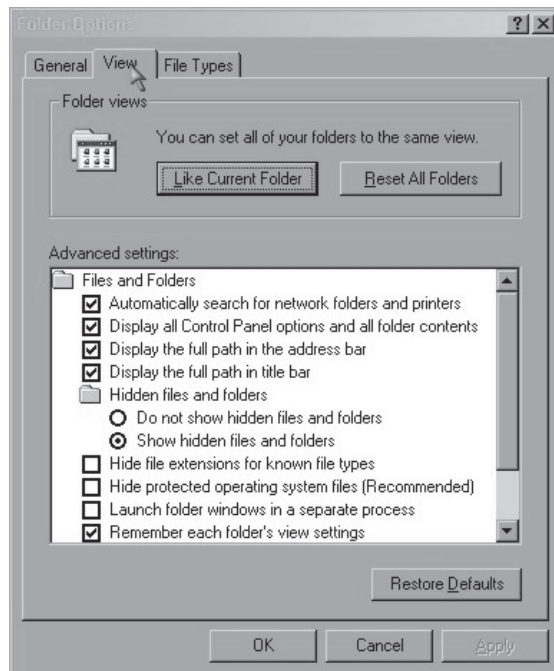 Folder Options
General View File Types
Folder views
You can set all of your folders to the same view.
Like Current Folder Reset All Folders
Advanced settings:
Files and Folders
Automatically search for network folders and printers
Display all Control Panel options and all folder contents
Display the full path in the address bar
Display the full path in title bar
Hidden files and folders
Do not show hidden files and folders
Show hidden files and folders
Hide file extensions for known file types
Hide protected operating system files (Recommended)
Launch folder windows in a separate process
Remember each folder's view settings
Restore Defaults
OK Cancel Apply